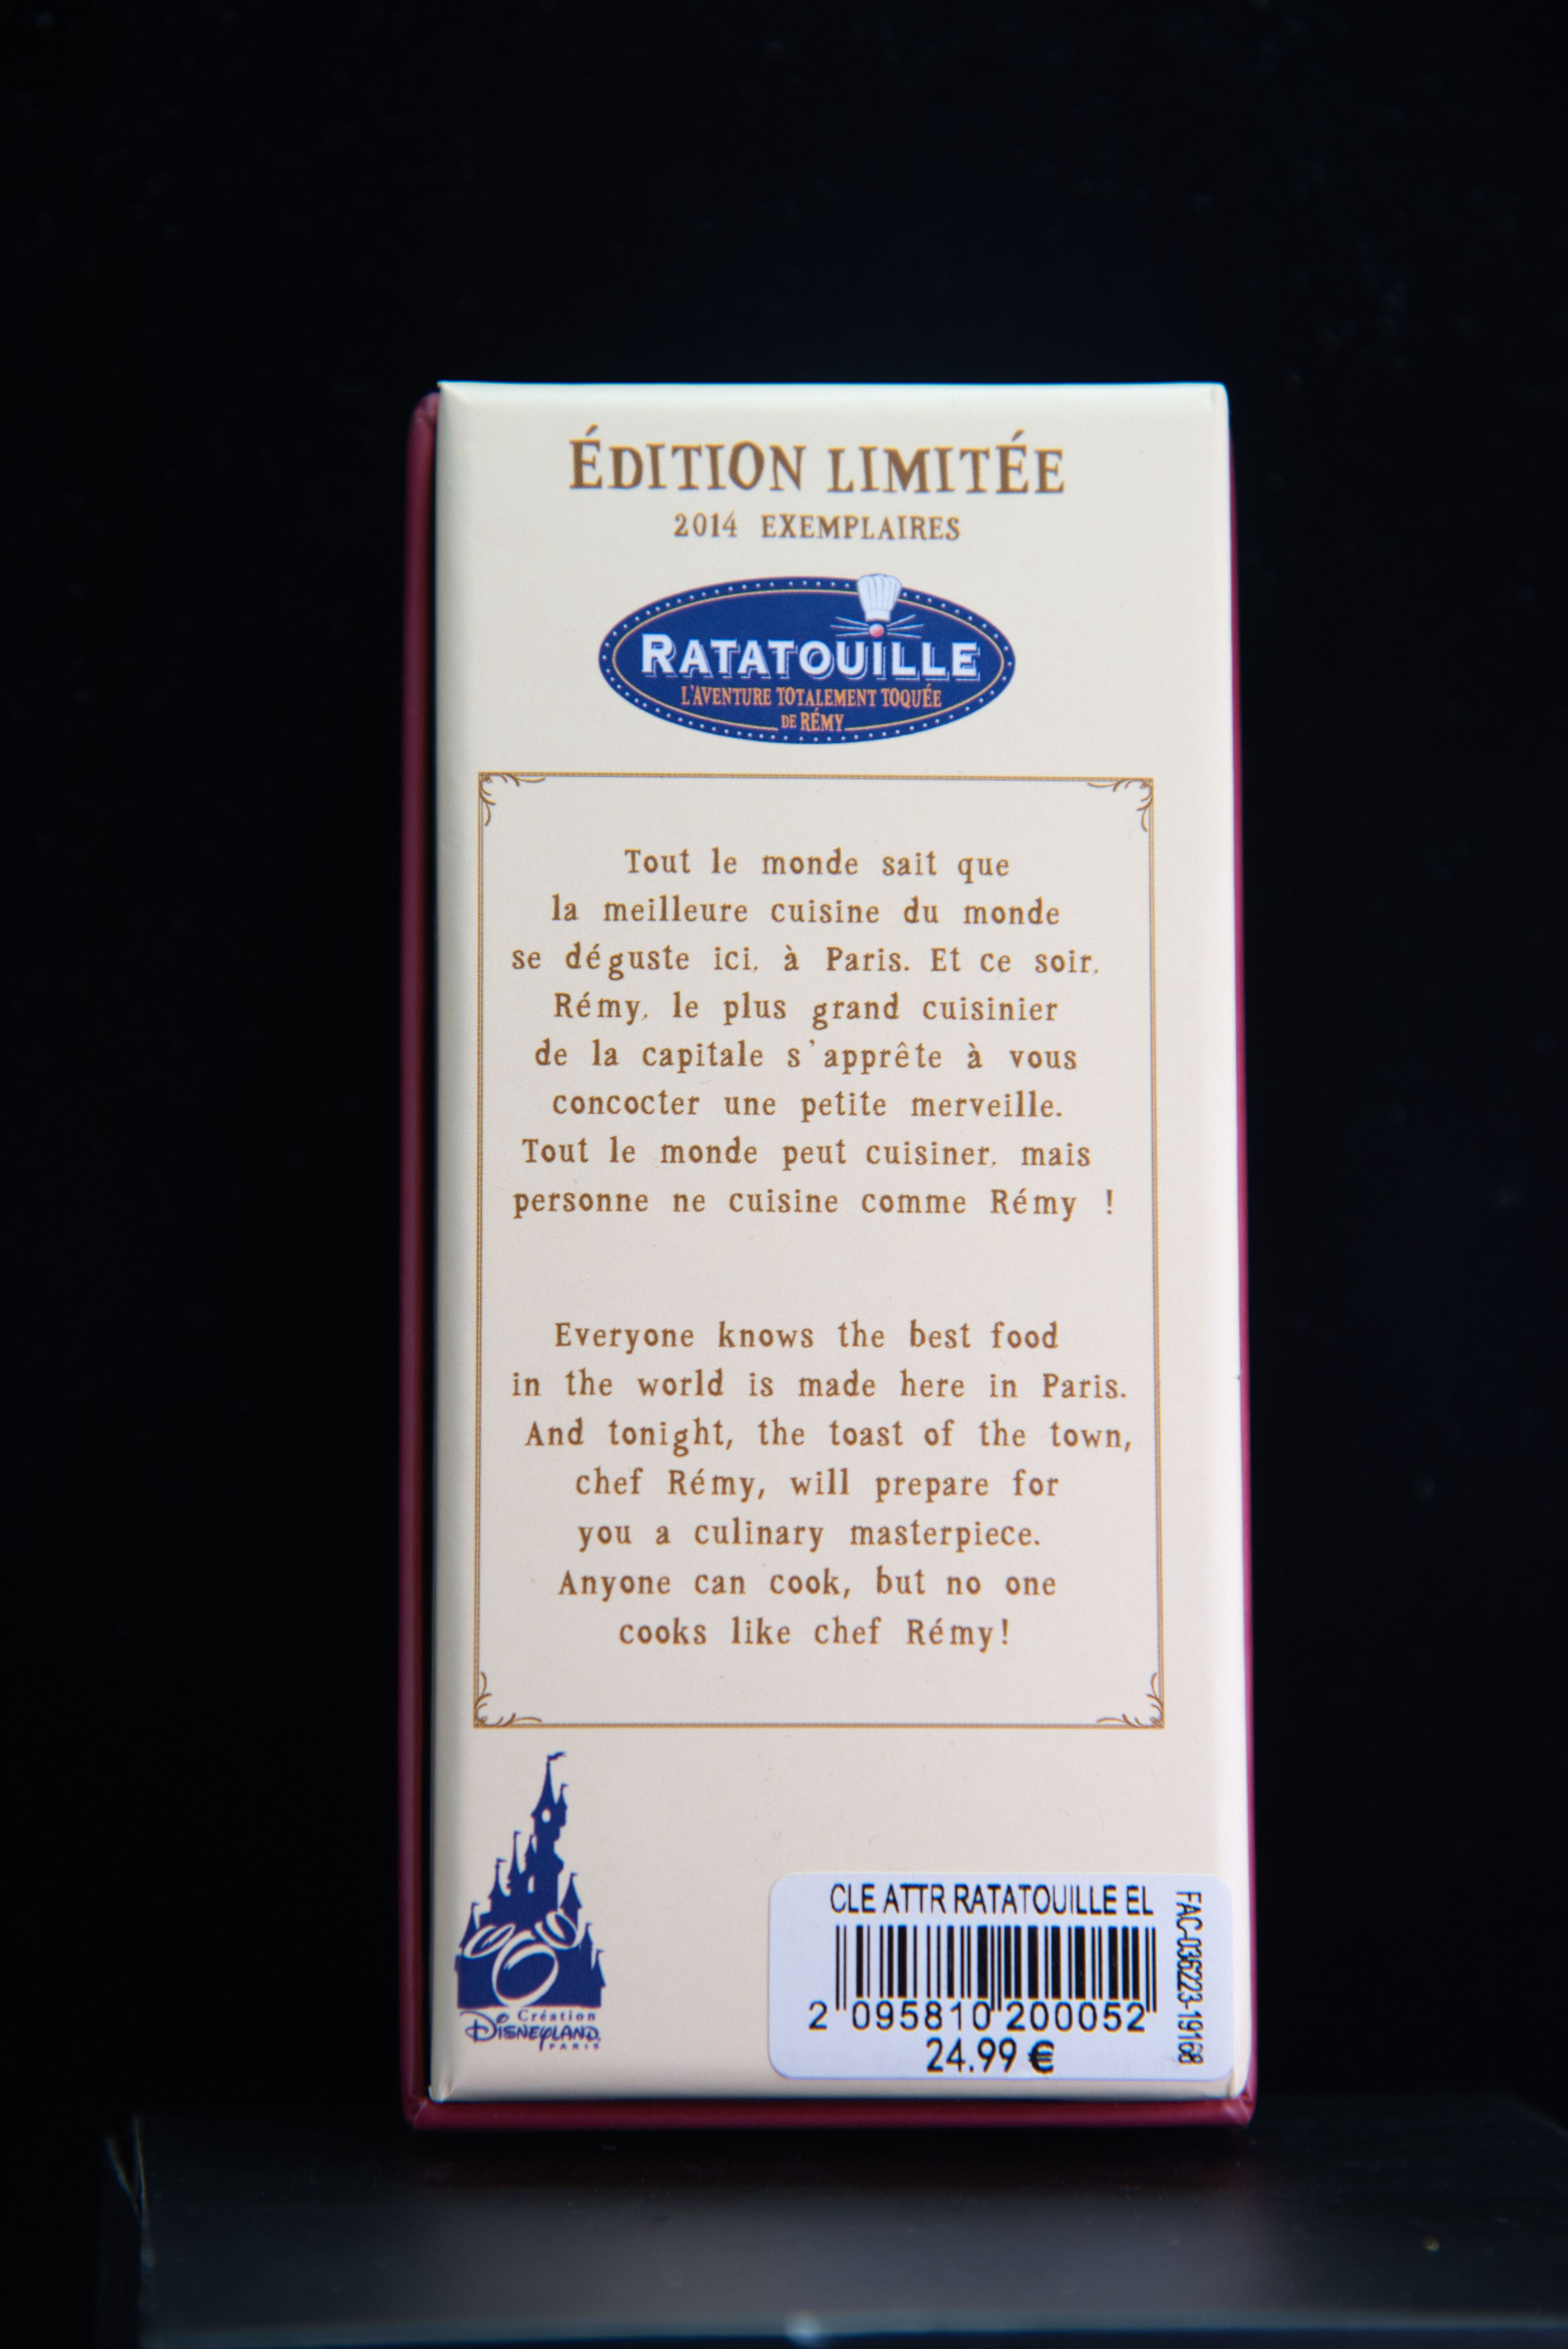 ÉDITION LIMITÉE
2014 EXEMPLAIRES
RATATOUILLE
L'AVENTURE TOTALEMENT TOQUÉE
DE RÉMY
Tout le monde sait que
la meilleure cuisine du monde
se déguste ici, à Paris. Et ce soir,
Rémy, le plus grand cuisinier
de la capitale s'apprête à vous
concocter une petite merveille.
Tout le monde peut cuisiner, mais
personne ne cuisine comme Rémy !
Everyone knows the best food
in the world is made here in Paris.
And tonight, the toast of the town,
chef Rémy, will prepare for
you a culinary masterpiece.
Anyone can cook, but no one
cooks like chef Rémy!
Création
DISNEYLAND
PARIS
CLE ATTR RATATOUILLE EL
2 095810 200052
24.99 €
FAC-036223-19168